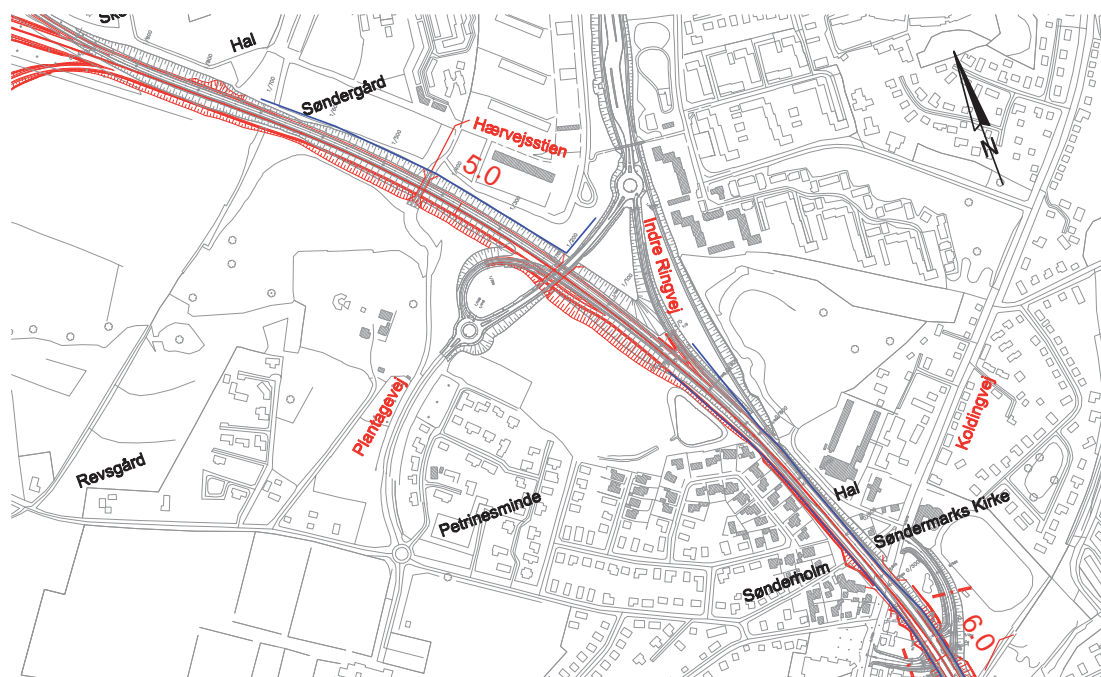 Hal
Søndergård
Hærvejsstien
5.0
N
Indre Ringvej
Plantagevej
Koldingvej
Revsgård
Petrinesminde
Hal
Søndermarks Kirke
Sønderholm
6.0